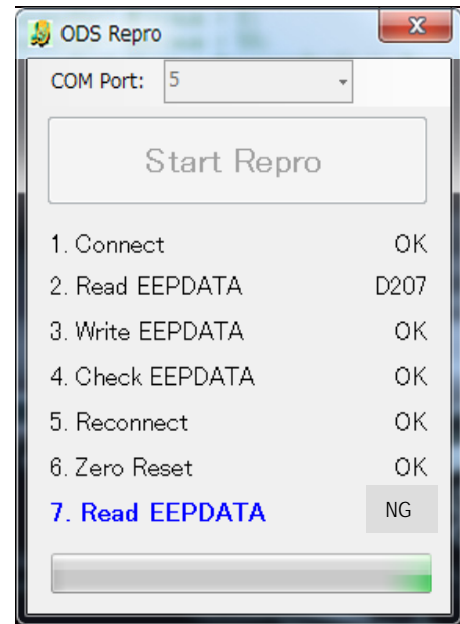 ODS Repro
COM Port: 5
Start Repro
1. Connect OK
2. Read EEPDATA D207
3. Write EEPDATA OK
4. Check EEPDATA OK
5. Reconnect OK
6. Zero Reset OK
7. Read EEPDATA NG